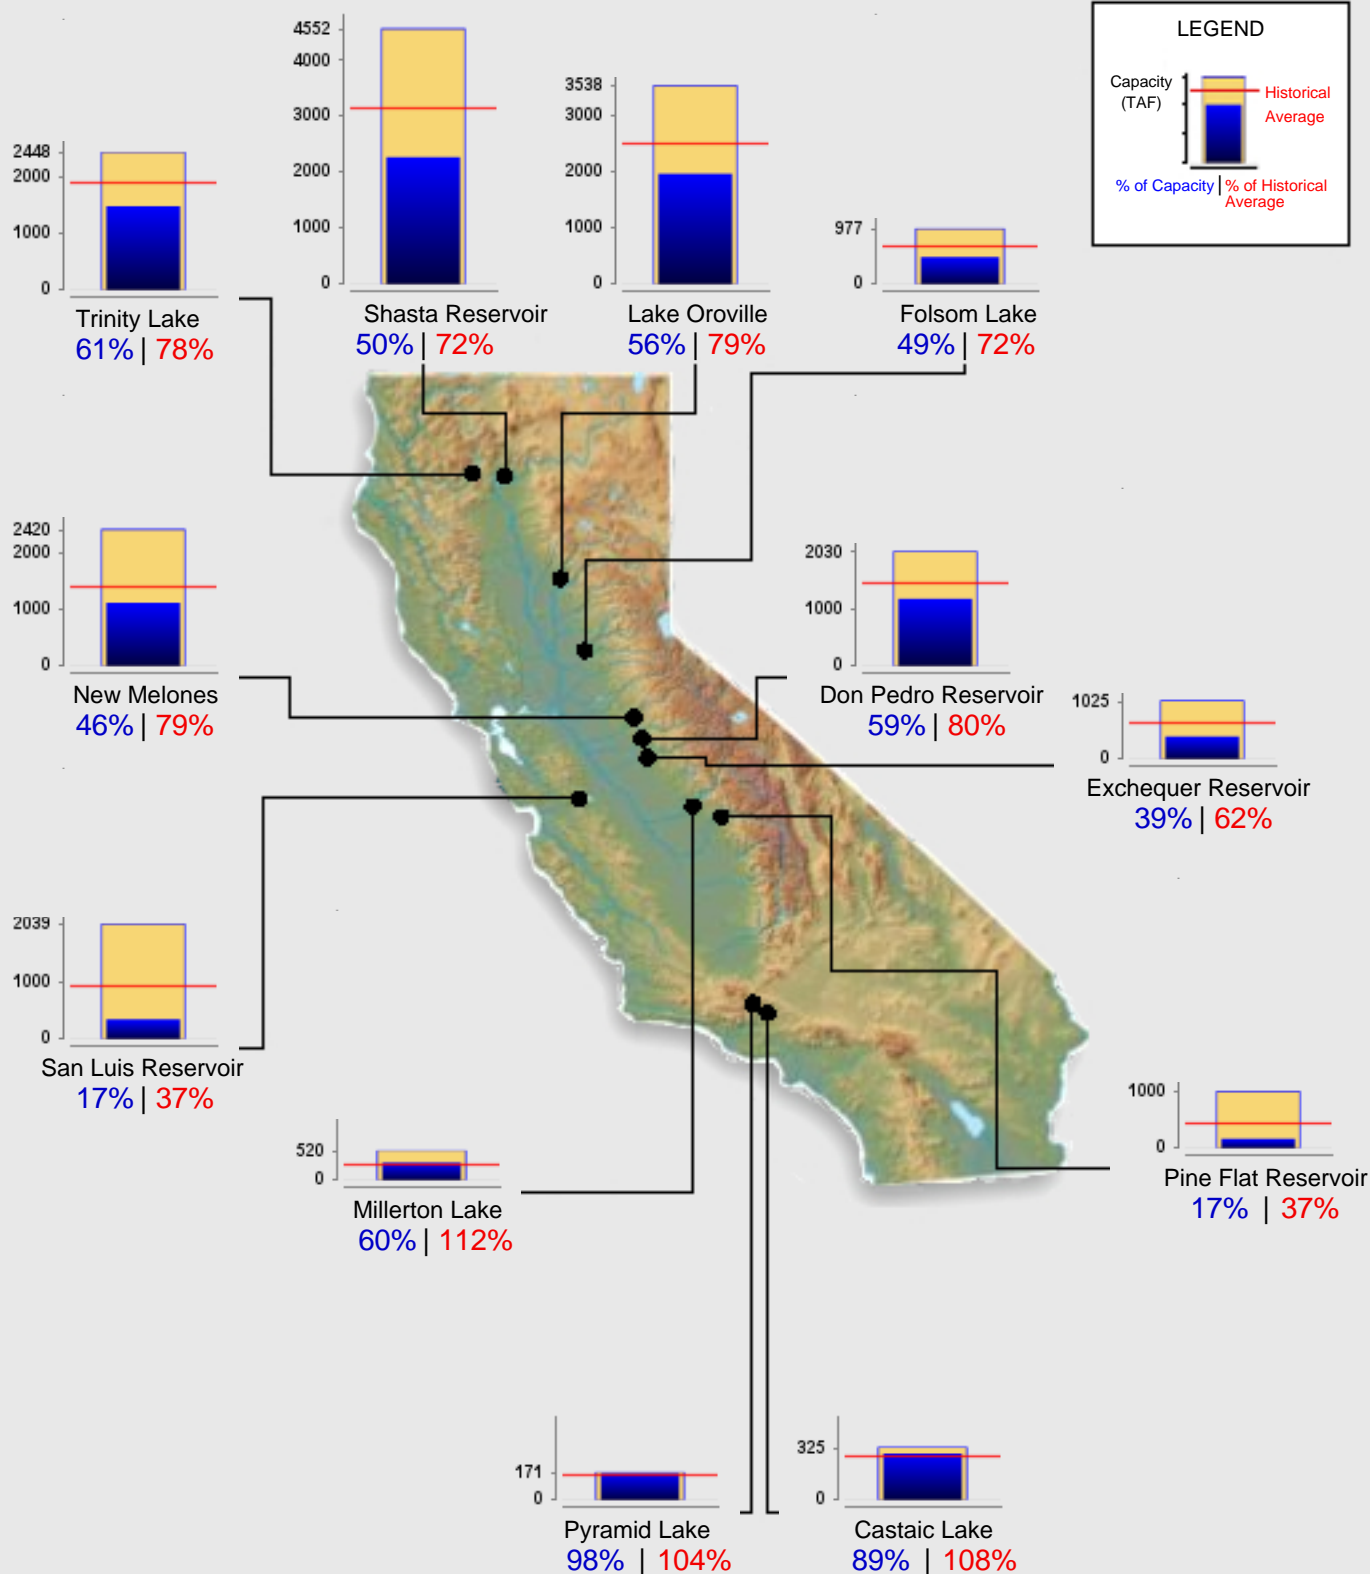 LEGEND
Capacity
(TAF)
Historical
Average
% of Capacity | % of Historical
Average
4552
4000
3000
2000
1000
0
Shasta Reservoir
50% | 72%
3538
3000
2000
1000
0
Lake Oroville
56% | 79%
2448
2000
1000
0
Trinity Lake
61% | 78%
977
0
Folsom Lake
49% | 72%
2420
2000
1000
0
New Melones
46% | 79%
2030
1000
0
Don Pedro Reservoir
59% | 80%
1025
0
Exchequer Reservoir
39% | 62%
2039
1000
0
San Luis Reservoir
17% | 37%
1000
0
Pine Flat Reservoir
17% | 37%
520
0
Millerton Lake
60% | 112%
171
0
Pyramid Lake
98% | 104%
325
0
Castaic Lake
89% | 108%